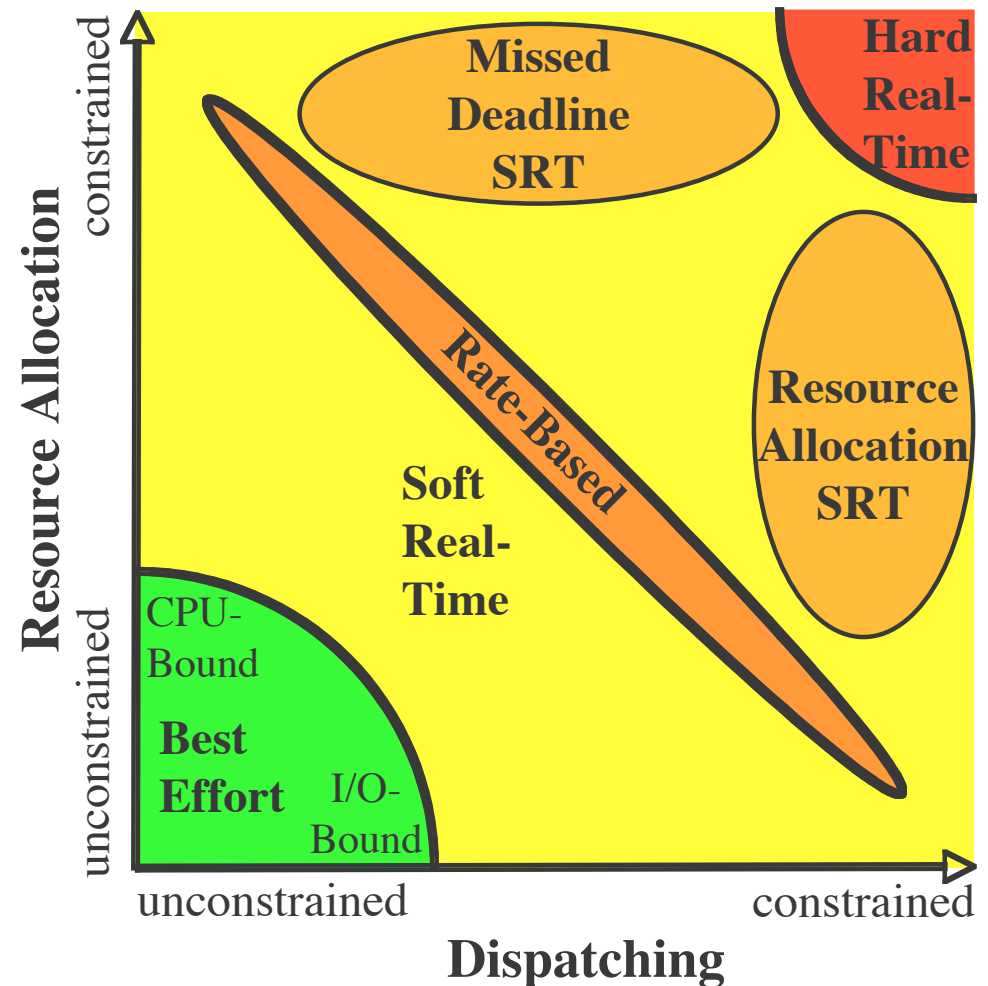 Missed
Deadline
SRT
Hard
Real-
Time
constrained
Resource Allocation
unconstrained
Rate-Based
Resource
Allocation
SRT
Soft
Real-
Time
CPU-
Bound
Best
Effort
I/O-
Bound
unconstrained
constrained
Dispatching